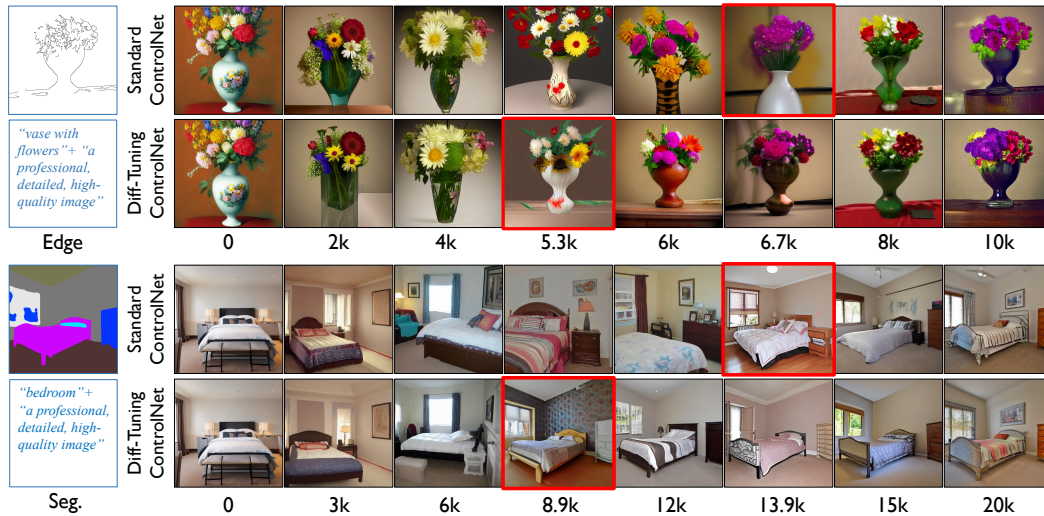 Standard
ControlNet
"vase with
flowers"+ "a
professional,
detailed, high-
quality image"
Diff-Tuning
ControlNet
Edge
0
2k
4k
5.3k
6k
6.7k
8k
10k
Standard
ControlNet
"bedroom"+
"a professional,
detailed, high-
quality image"
Diff-Tuning
ControlNet
Seg.
0
3k
6k
8.9k
12k
13.9k
15k
20k